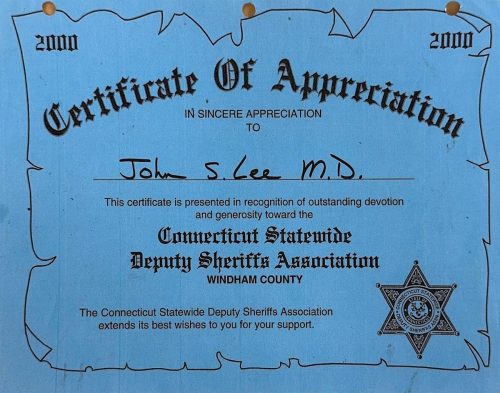 2000 2000
Certificate Of Appreciation
IN SINCERE APPRECIATION
TO
John S. Lee M.D.
This certificate is presented in recognition of outstanding devotion
and generosity toward the
Connecticut Statewide
Deputy Sheriffs Association
WINDHAM COUNTY
The Connecticut Statewide Deputy Sheriffs Association
extends its best wishes to you for your support.